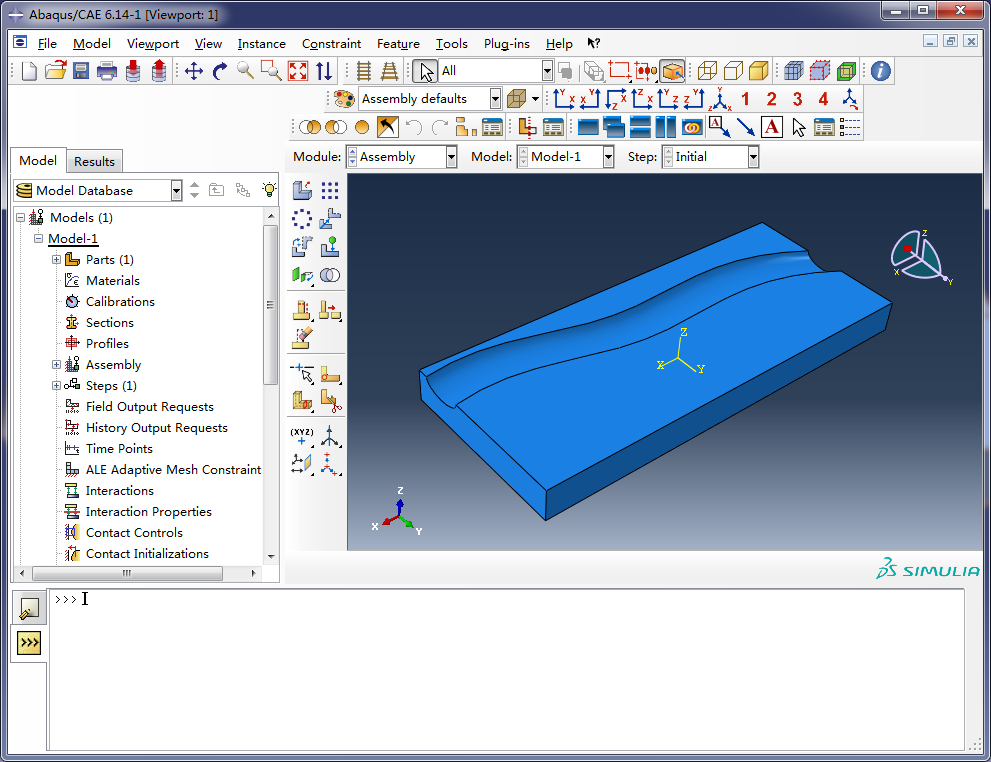 Abaqus/CAE 6.14-1 [Viewport: 1]
File Model Viewport View Instance Constraint Feature Tools Plug-ins Help ?
All
Assembly defaults
Y X X Y Z X Z X Y Z Z Y A 1 2 3 4
A A
Model Results
Module: Assembly Model: Model-1 Step: Initial
Model Database
Models (1)
Model-1
Parts (1)
Materials
Calibrations
Sections
Profiles
Assembly
Steps (1)
Field Output Requests
History Output Requests
Time Points
ALE Adaptive Mesh Constraint
Interactions
Interaction Properties
Contact Controls
Contact Initializations
(XYZ)
Z
X
Y
Z
X
Y
Z
X
Y
SIMULIA
>>>
>>>